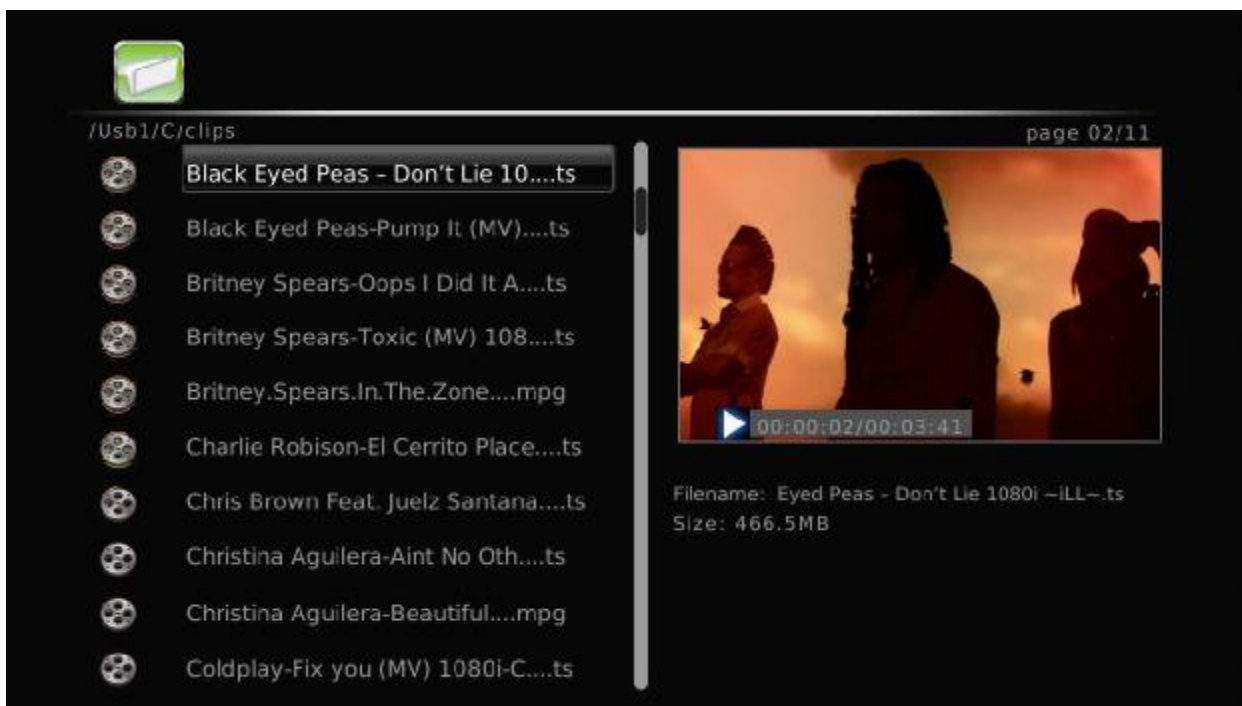 /Usb1/C/clips
page 02/11
Black Eyed Peas – Don't Lie 10....ts
Black Eyed Peas-Pump It (MV)....ts
Britney Spears-Oops I Did It A....ts
Britney Spears-Toxic (MV) 108....ts
Britney.Spears.In.The.Zone....mpg
Charlie Robison-El Cerrito Place....ts
Chris Brown Feat. Juelz Santana....ts
Christina Aguilera-Aint No Oth....ts
Christina Aguilera-Beautiful....mpg
Coldplay-Fix you (MV) 1080i-C....ts
00:00:02/00:03:41
Filename: Eyed Peas – Don't Lie 1080i ~iLL~.ts
Size: 466.5MB